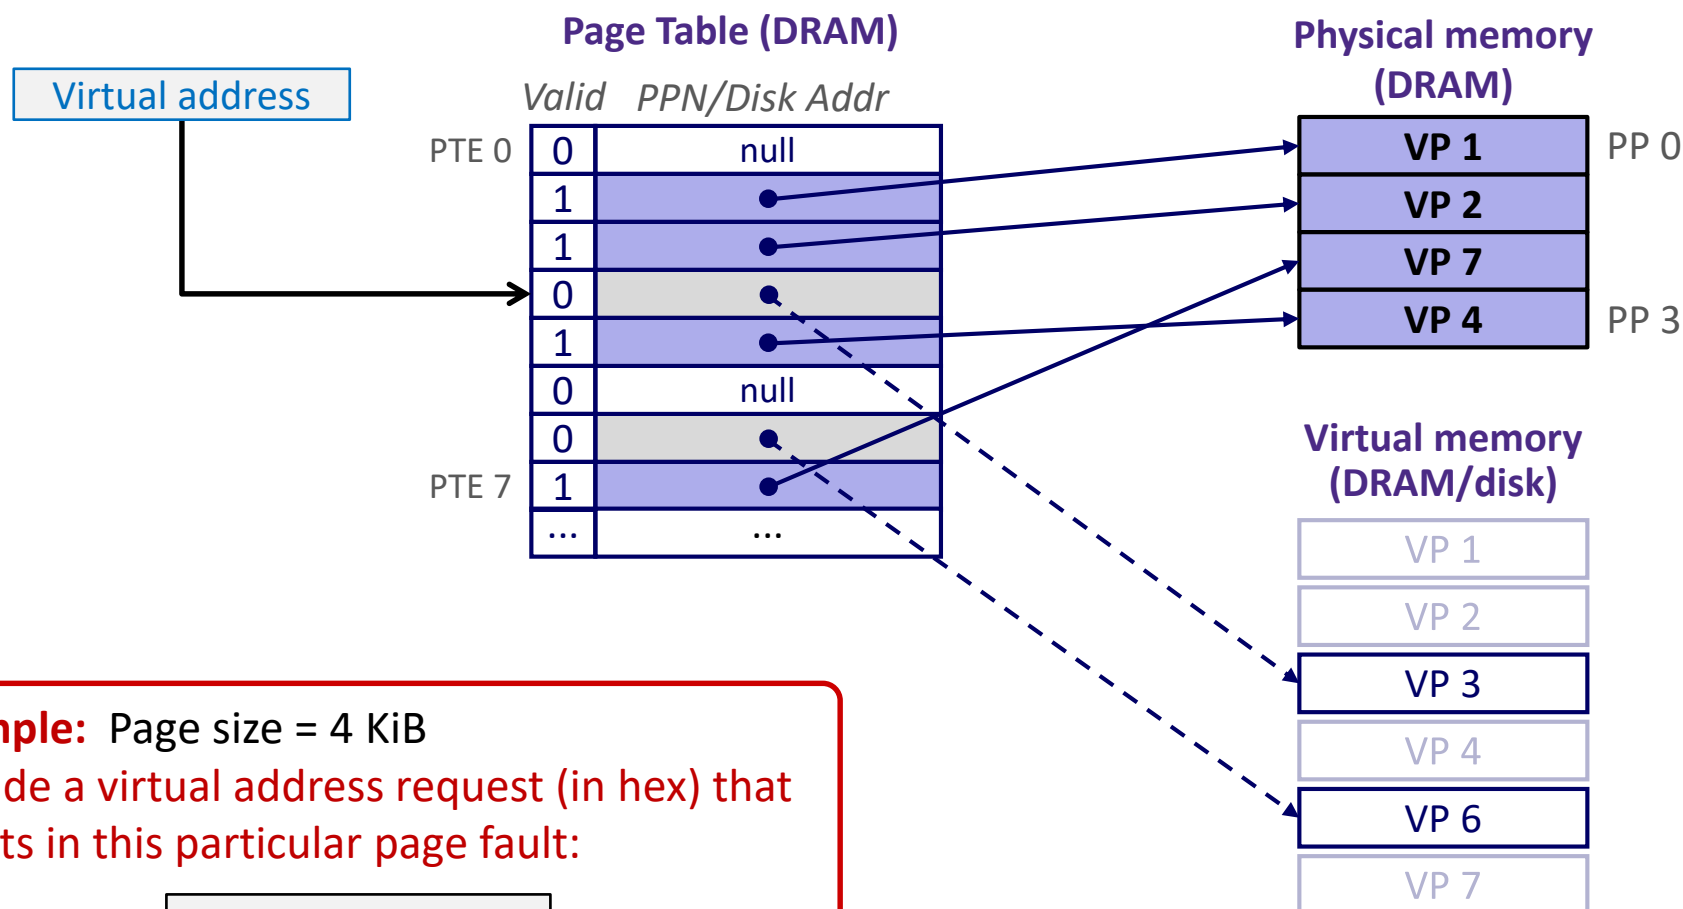 Page Table (DRAM)
Physical memory
(DRAM)
Virtual address
Valid PPN/Disk Addr
PTE 0 0 null
VP 1 PP 0
1
VP 2
1
VP 7
0
VP 4 PP 3
1
0 null
0
Virtual memory
(DRAM/disk)
PTE 7 1
... ...
VP 1
VP 2
VP 3
VP 4
VP 6
VP 7
mple: Page size = 4 KiB
de a virtual address request (in hex) that
ts in this particular page fault: